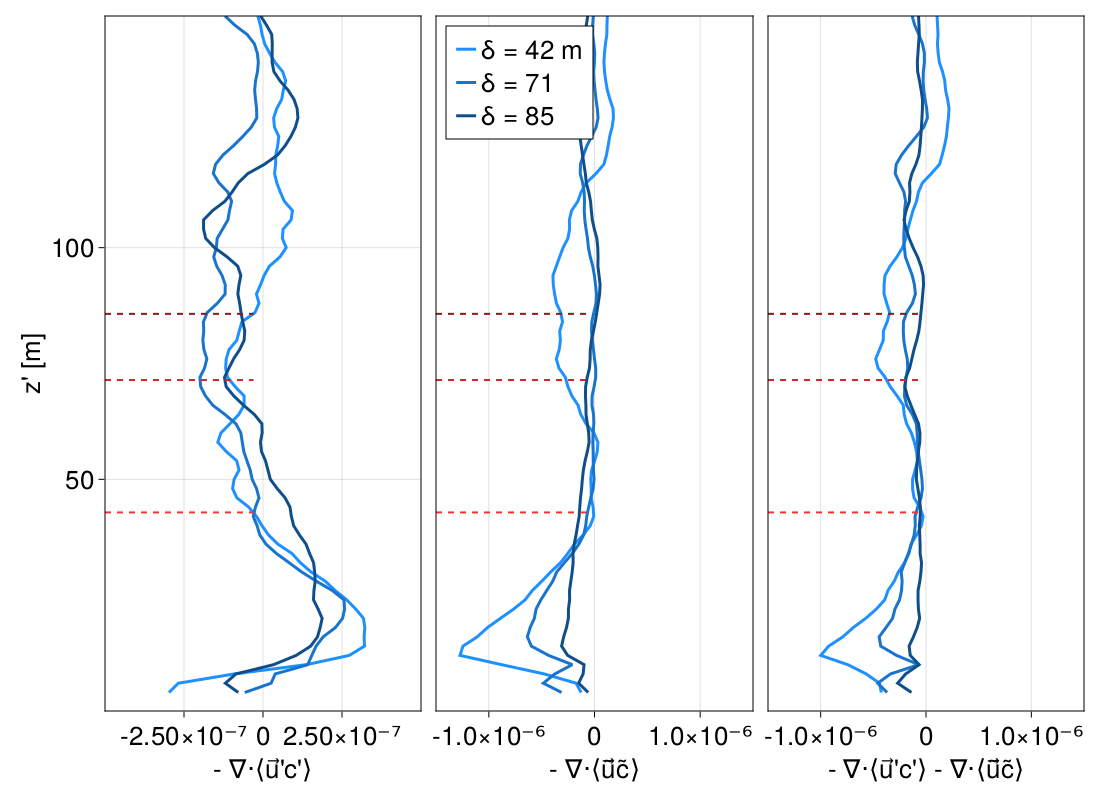 δ = 42 m
δ = 71
δ = 85
z' [m]
100
50
-2.50×10⁻⁷ 0 2.50×10⁻⁷
-1.0×10⁻⁶ 0 1.0×10⁻⁶
-1.0×10⁻⁶ 0 1.0×10⁻⁶
- ∇·⟨u⃗'c'⟩
- ∇·⟨u⃗c̃⟩
- ∇·⟨u⃗'c'⟩ - ∇·⟨u⃗c̃⟩